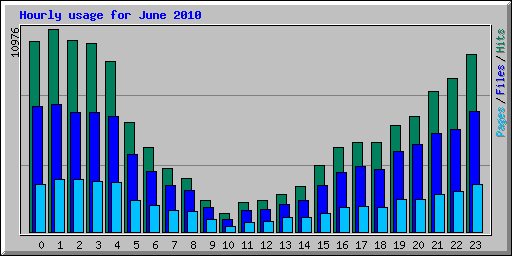 Hourly usage for June 2010
10976
Pages / Files / Hits
0 1 2 3 4 5 6 7 8 9 10 11 12 13 14 15 16 17 18 19 20 21 22 23